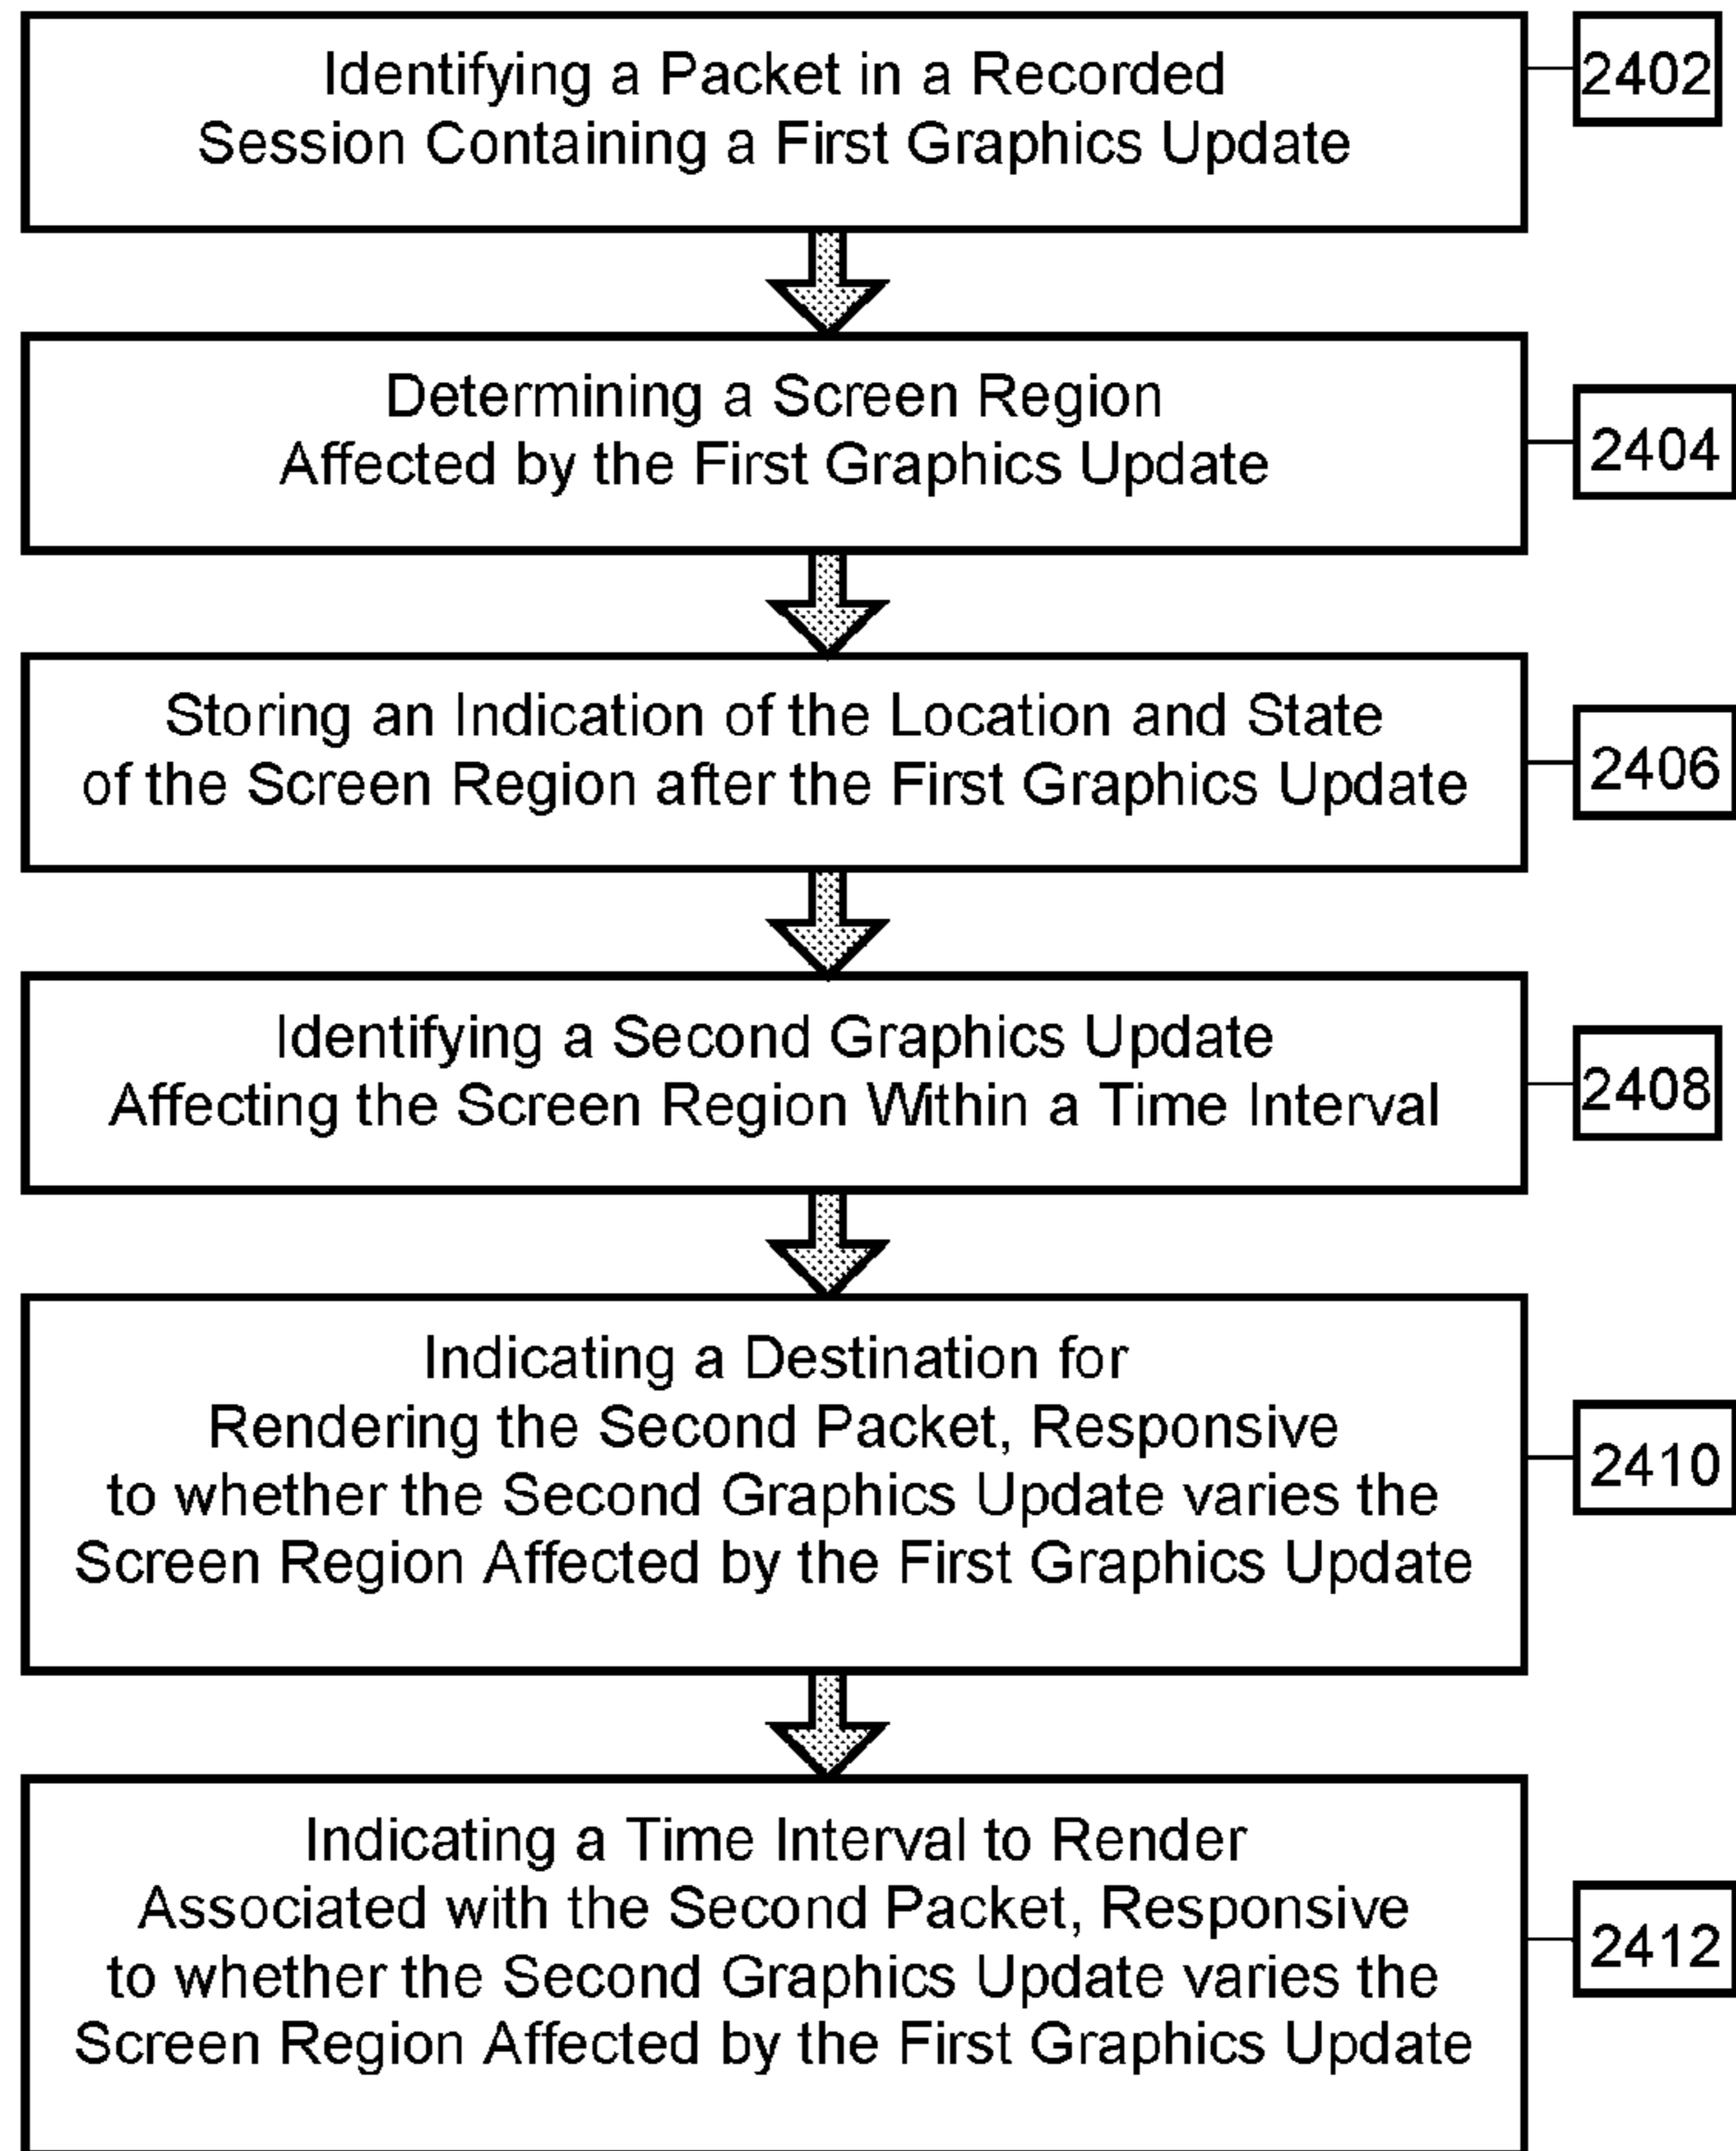 Identifying a Packet in a Recorded
Session Containing a First Graphics Update
2402
Determining a Screen Region
Affected by the First Graphics Update
2404
Storing an Indication of the Location and State
of the Screen Region after the First Graphics Update
2406
Identifying a Second Graphics Update
Affecting the Screen Region Within a Time Interval
2408
Indicating a Destination for
Rendering the Second Packet, Responsive
to whether the Second Graphics Update varies the
Screen Region Affected by the First Graphics Update
2410
Indicating a Time Interval to Render
Associated with the Second Packet, Responsive
to whether the Second Graphics Update varies the
Screen Region Affected by the First Graphics Update
2412